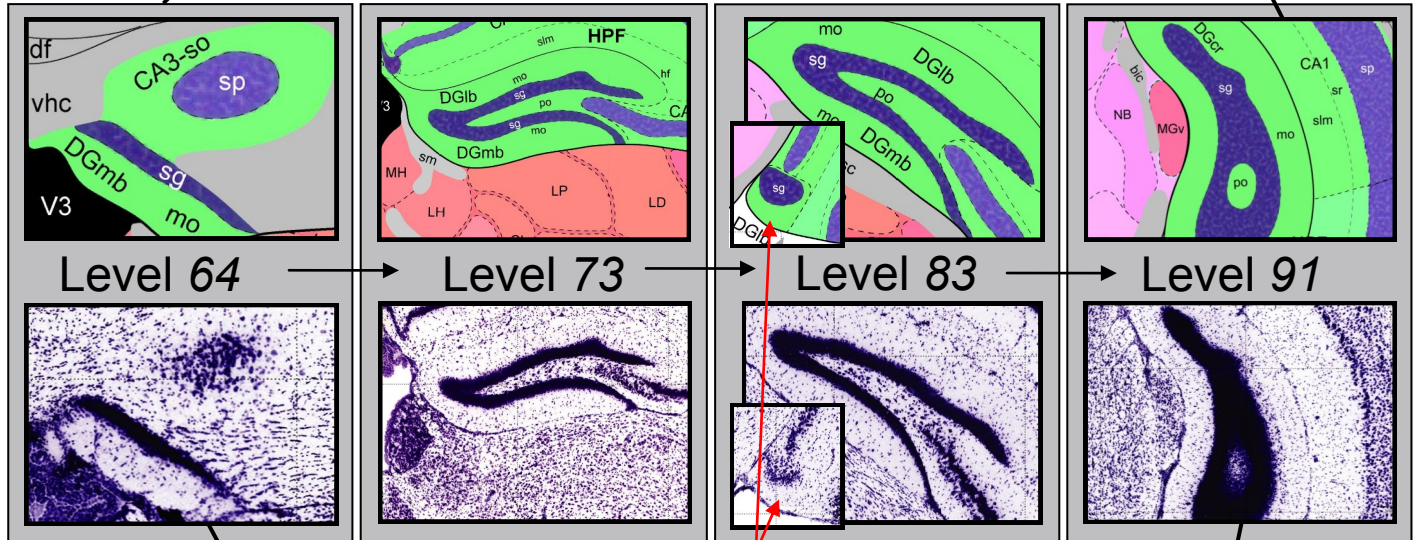 df
CA3-so
sp
vhc
DGmb
sg
V3
mo
HPF
slm
mo
hf
DGlb
sg
po
sg
mo
DGmb
sm
MH
LH
LP
LD
mo
sg
DGlb
po
DGmb
sc
sg
DGlb
DGcr
bic
CA1
sp
sg
sr
NB
MGv
mo
slm
po
Level 64
Level 73
Level 83
Level 91